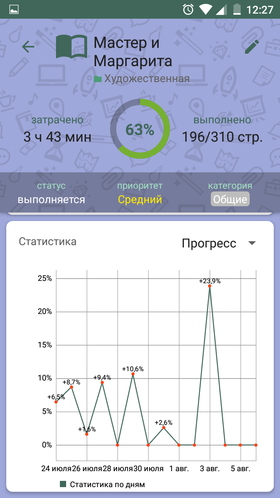 12:27
Мастер и
Маргарита
Художественная
затрачено
3 ч 43 мин
63%
выполнено
196/310 стр.
статус
выполняется
приоритет
Средний
категория
Общие
Статистика
Прогресс
25%
20%
15%
10%
5%
0%
+6,5%
+8,7%
+1,6%
+9,4%
+10,6%
+2,6%
+23,9%
24 июля 26 июля 28 июля 30 июля 1 авг. 3 авг. 5 авг.
Статистика по дням